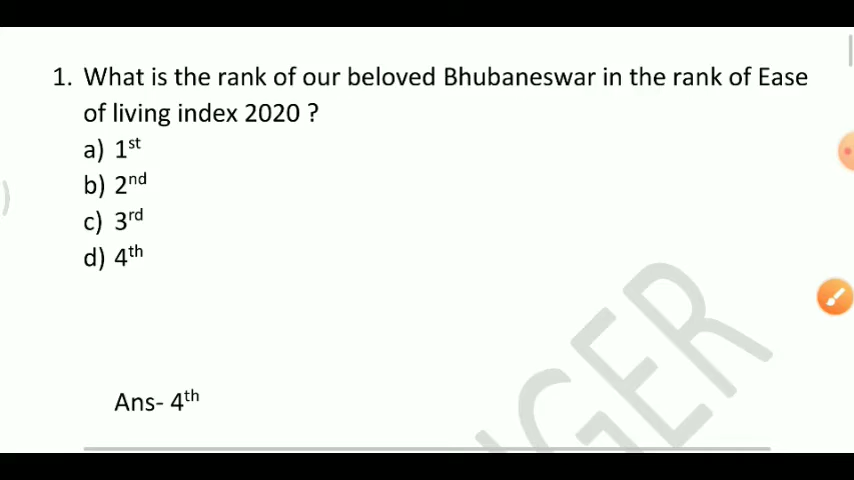 1. What is the rank of our beloved Bhubaneswar in the rank of Ease
of living index 2020 ?
a) 1st
b) 2nd
c) 3rd
d) 4th
Ans- 4th